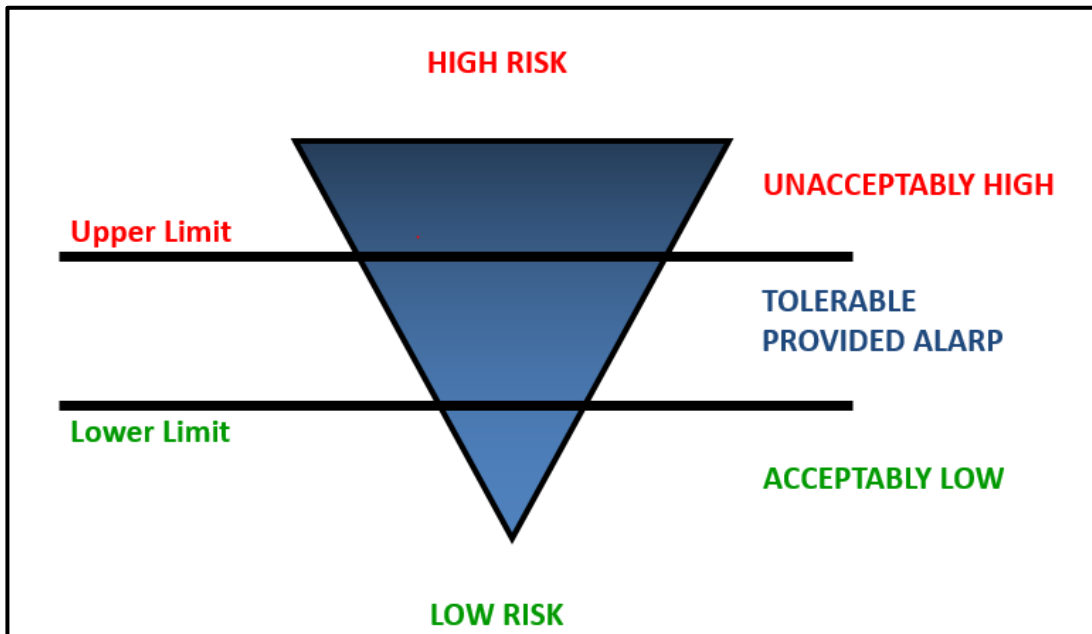 HIGH RISK
UNACCEPTABLY HIGH
Upper Limit
TOLERABLE
PROVIDED ALARP
Lower Limit
ACCEPTABLY LOW
LOW RISK